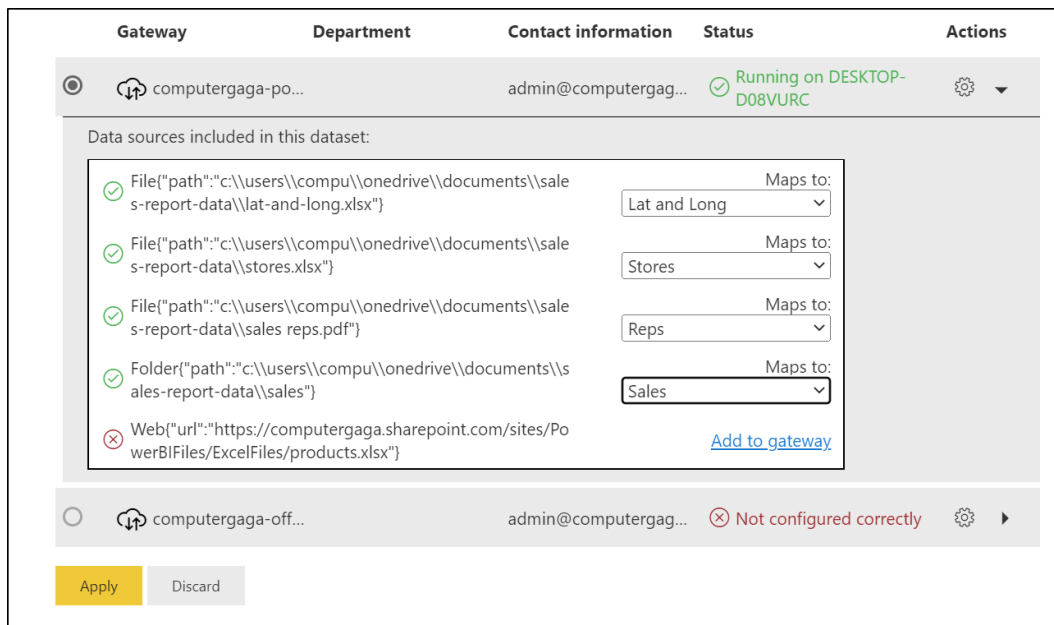 Gateway Department Contact information Status Actions
computergaga-po... admin@computergag... Running on DESKTOP-
D08VURC
Data sources included in this dataset:
File{"path":"c:\\users\\compu\\onedrive\\documents\\sale
s-report-data\\lat-and-long.xlsx"}
Maps to:
Lat and Long
File{"path":"c:\\users\\compu\\onedrive\\documents\\sale
s-report-data\\stores.xlsx"}
Maps to:
Stores
File{"path":"c:\\users\\compu\\onedrive\\documents\\sale
s-report-data\\sales reps.pdf"}
Maps to:
Reps
Folder{"path":"c:\\users\\compu\\onedrive\\documents\\s
ales-report-data\\sales"}
Maps to:
Sales
Web{"url":"https://computergaga.sharepoint.com/sites/Po
werBIFiles/ExcelFiles/products.xlsx"}
Add to gateway
computergaga-off... admin@computergag... Not configured correctly
Apply Discard